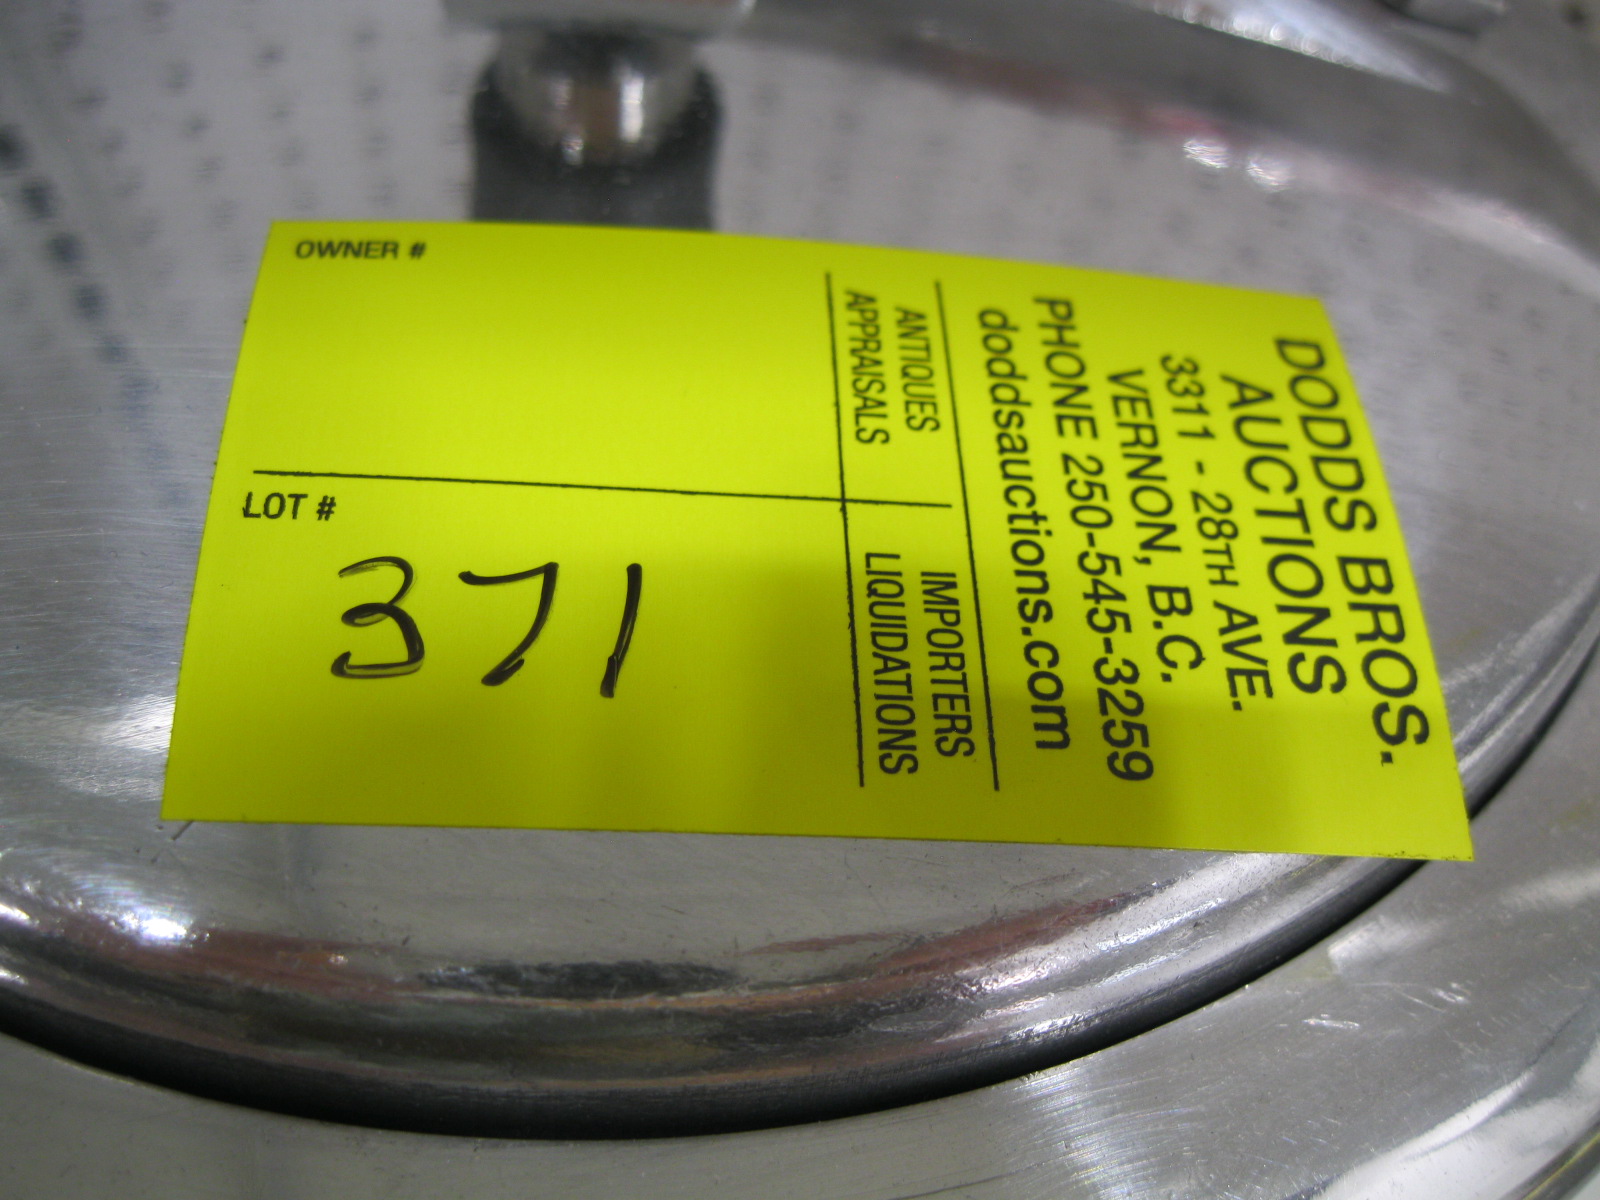 DODDS BROS.
AUCTIONS
3311 - 28TH AVE.
VERNON, B.C.
PHONE 250-545-3259
doddsauctions.com
ANTIQUES
APPRAISALS
IMPORTERS
LIQUIDATIONS
OWNER #
LOT #
371